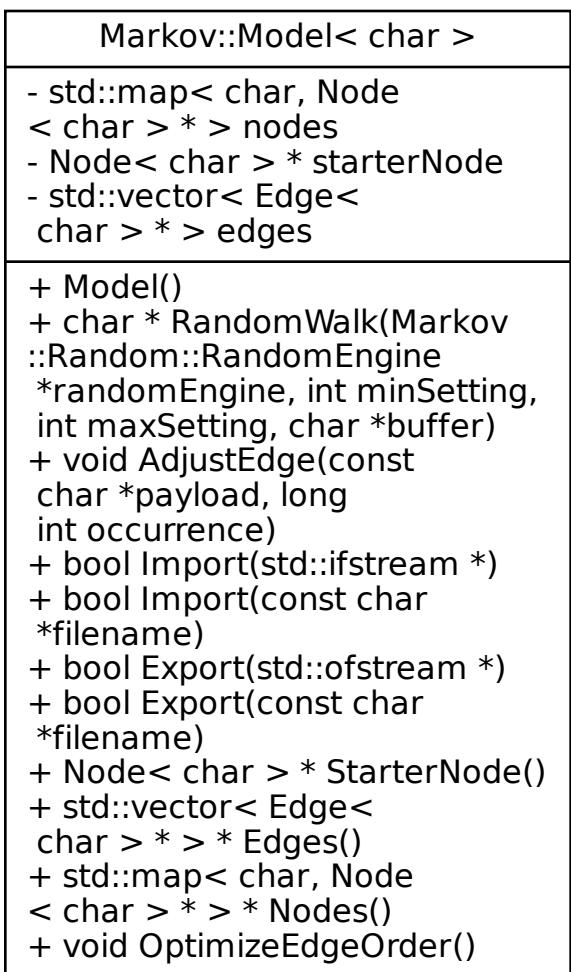 Markov::Model< char >
- std::map< char, Node
< char > * > nodes
- Node< char > * starterNode
- std::vector< Edge<
char > * > edges
+ Model()
+ char * RandomWalk(Markov
::Random::RandomEngine
*randomEngine, int minSetting,
int maxSetting, char *buffer)
+ void AdjustEdge(const
char *payload, long
int occurrence)
+ bool Import(std::ifstream *)
+ bool Import(const char
*filename)
+ bool Export(std::ofstream *)
+ bool Export(const char
*filename)
+ Node< char > * StarterNode()
+ std::vector< Edge<
char > * > * Edges()
+ std::map< char, Node
< char > * > * Nodes()
+ void OptimizeEdgeOrder()